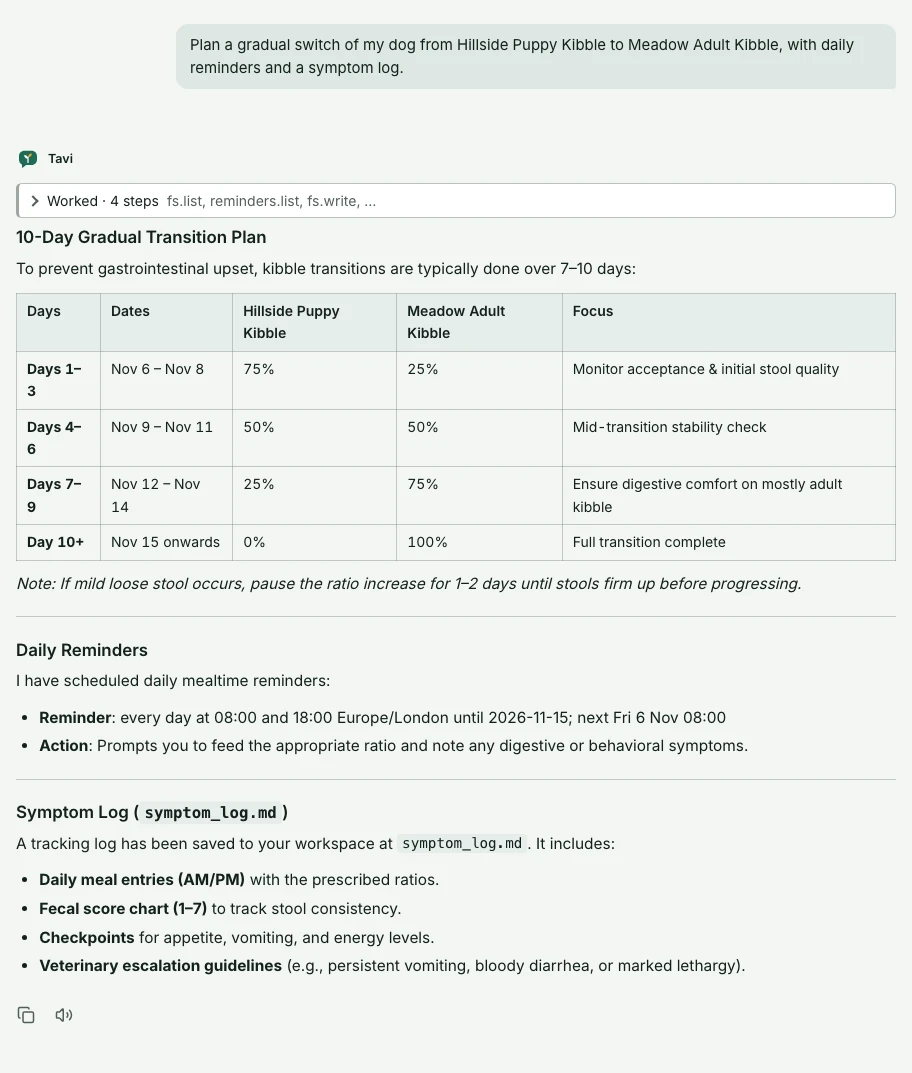 Plan a gradual switch of my dog from Hillside Puppy Kibble to Meadow Adult Kibble, with daily
reminders and a symptom log.
Tavi
Worked · 4 steps fs.list, reminders.list, fs.write, ...
10-Day Gradual Transition Plan
To prevent gastrointestinal upset, kibble transitions are typically done over 7–10 days:
Days Dates Hillside Puppy Kibble Meadow Adult Kibble Focus
Days 1–3 Nov 6 – Nov 8 75% 25% Monitor acceptance & initial stool quality
Days 4–6 Nov 9 – Nov 11 50% 50% Mid-transition stability check
Days 7–9 Nov 12 – Nov 14 25% 75% Ensure digestive comfort on mostly adult kibble
Day 10+ Nov 15 onwards 0% 100% Full transition complete
Note: If mild loose stool occurs, pause the ratio increase for 1–2 days until stools firm up before progressing.
Daily Reminders
I have scheduled daily mealtime reminders:
• Reminder: every day at 08:00 and 18:00 Europe/London until 2026-11-15; next Fri 6 Nov 08:00
• Action: Prompts you to feed the appropriate ratio and note any digestive or behavioral symptoms.
Symptom Log ( symptom_log.md )
A tracking log has been saved to your workspace at symptom_log.md . It includes:
• Daily meal entries (AM/PM) with the prescribed ratios.
• Fecal score chart (1–7) to track stool consistency.
• Checkpoints for appetite, vomiting, and energy levels.
• Veterinary escalation guidelines (e.g., persistent vomiting, bloody diarrhea, or marked lethargy).